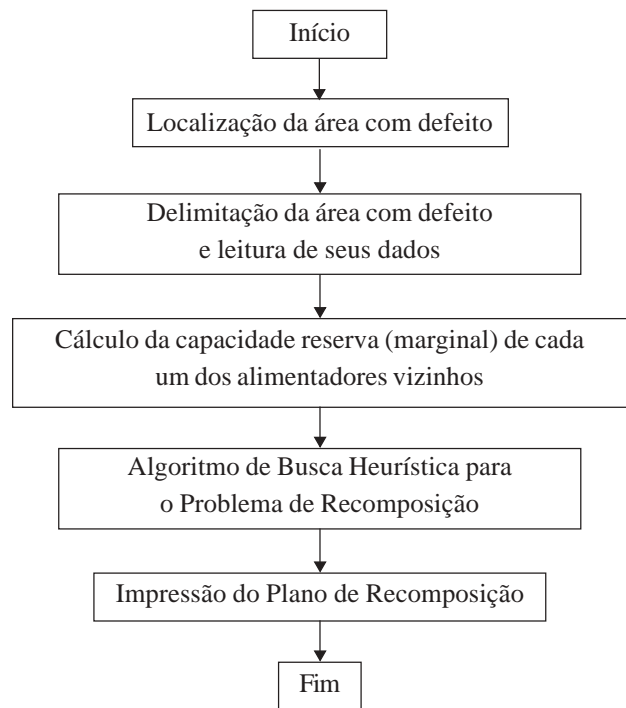 Início
Localização da área com defeito
Delimitação da área com defeito
e leitura de seus dados
Cálculo da capacidade reserva (marginal) de cada
um dos alimentadores vizinhos
Algoritmo de Busca Heurística para
o Problema de Recomposição
Impressão do Plano de Recomposição
Fim